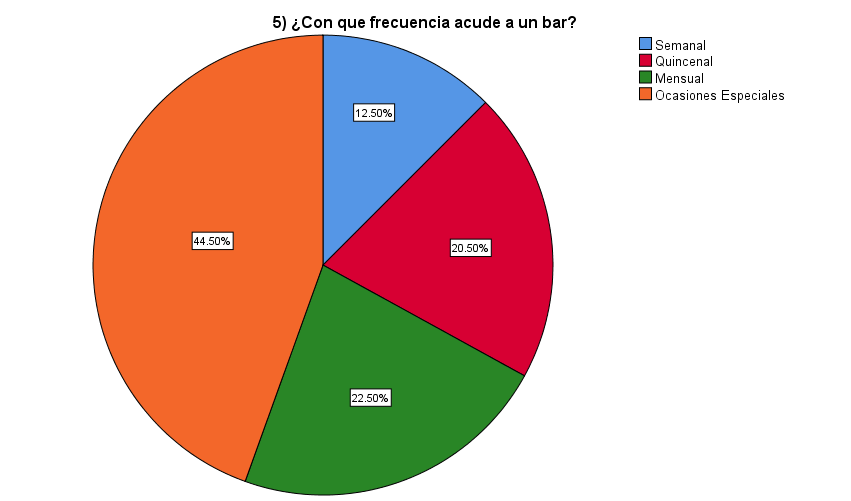 5) ¿Con que frecuencia acude a un bar?
Semanal
Quincenal
Mensual
Ocasiones Especiales
12.50%
20.50%
22.50%
44.50%